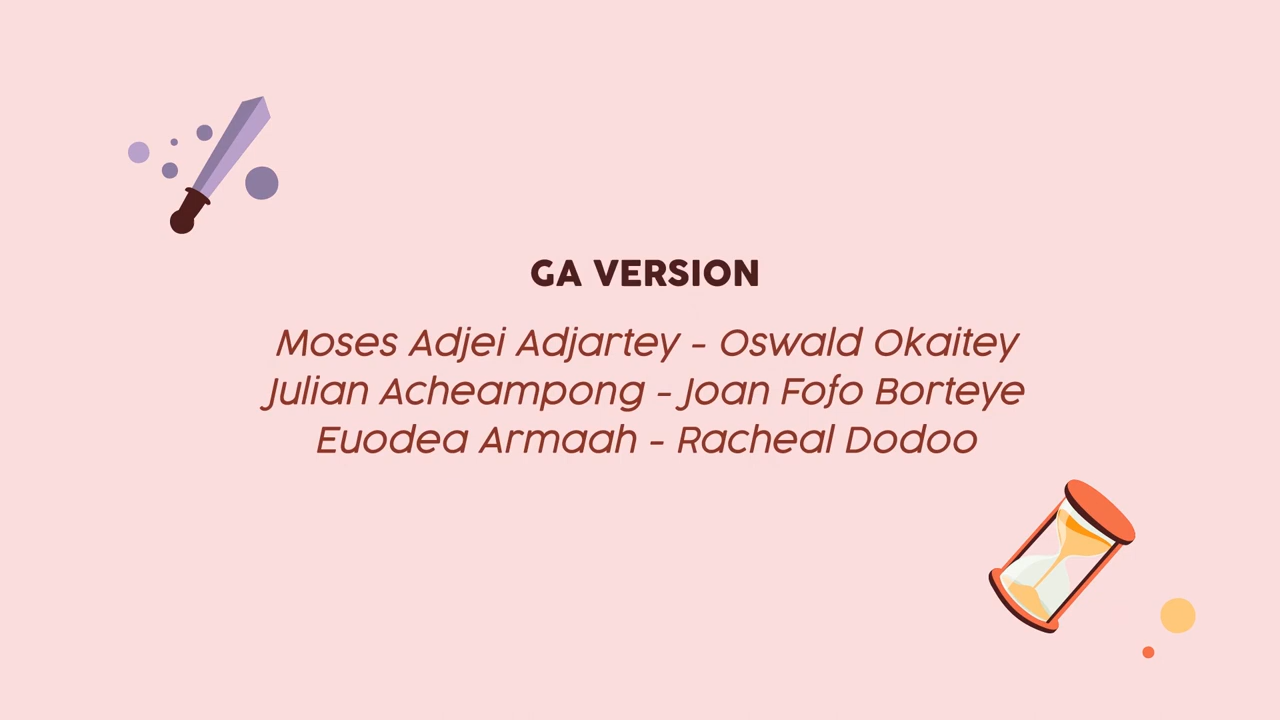 GA VERSION
Moses Adjei Adjartey - Oswald Okaitey
Julian Acheampong - Joan Fofo Borteye
Euodea Armaah - Racheal Dodoo